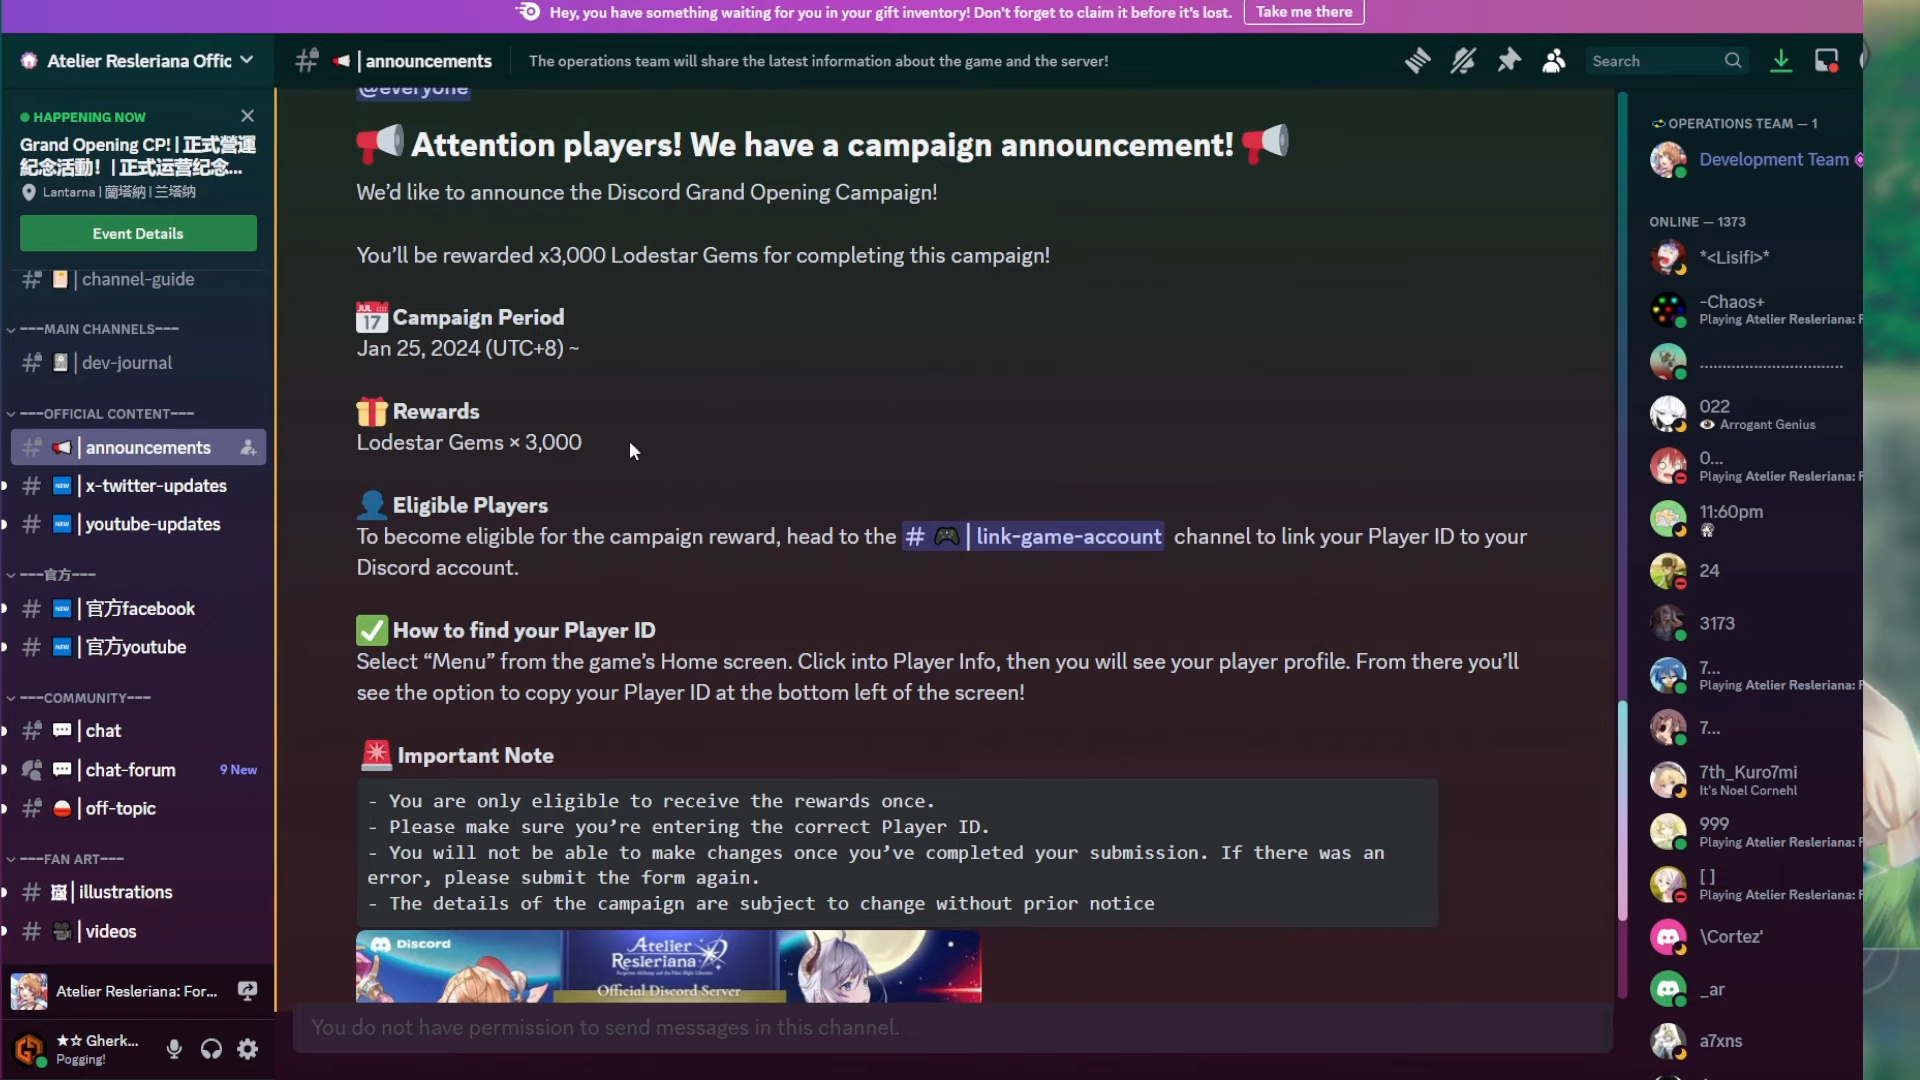 Hey, you have something waiting for you in your gift inventory! Don't forget to claim it before it's lost.
Take me there
Atelier Resleriana Offic
HAPPENING NOW
Grand Opening CP! | 正式營運
紀念活動！ | 正式运营纪念...
Lantarna | 蘭塔納 | 兰塔纳
Event Details
channel-guide
---MAIN CHANNELS---
dev-journal
---OFFICIAL CONTENT---
| announcements
NEW | x-twitter-updates
NEW | youtube-updates
---官方---
NEW | 官方facebook
NEW | 官方youtube
---COMMUNITY---
| chat
| chat-forum 9 New
| off-topic
---FAN ART---
| illustrations
| videos
Atelier Resleriana: For...
★☆ Gherk...
Pogging!
| announcements
The operations team will share the latest information about the game and the server!
Search
@everyone
Attention players! We have a campaign announcement!
We'd like to announce the Discord Grand Opening Campaign!
You'll be rewarded x3,000 Lodestar Gems for completing this campaign!
JUL 17 Campaign Period
Jan 25, 2024 (UTC+8) ~
Rewards
Lodestar Gems × 3,000
Eligible Players
To become eligible for the campaign reward, head to the # | link-game-account channel to link your Player ID to your
Discord account.
How to find your Player ID
Select “Menu” from the game's Home screen. Click into Player Info, then you will see your player profile. From there you'll
see the option to copy your Player ID at the bottom left of the screen!
Important Note
- You are only eligible to receive the rewards once.
- Please make sure you're entering the correct Player ID.
- You will not be able to make changes once you've completed your submission. If there was an
error, please submit the form again.
- The details of the campaign are subject to change without prior notice
Discord
Atelier
Resleriana
Official Discord Server
You do not have permission to send messages in this channel.
OPERATIONS TEAM — 1
Development Team
ONLINE — 1373
*<Lisifi>*
-Chaos+
Playing Atelier Resleriana: F
................................
022
Arrogant Genius
0...
Playing Atelier Resleriana: F
11:60pm
24
3173
7...
Playing Atelier Resleriana: F
7...
7th_Kuro7mi
It's Noel Cornehl
999
Playing Atelier Resleriana: F
[ ]
Playing Atelier Resleriana: F
\Cortez'
_ar
a7xns